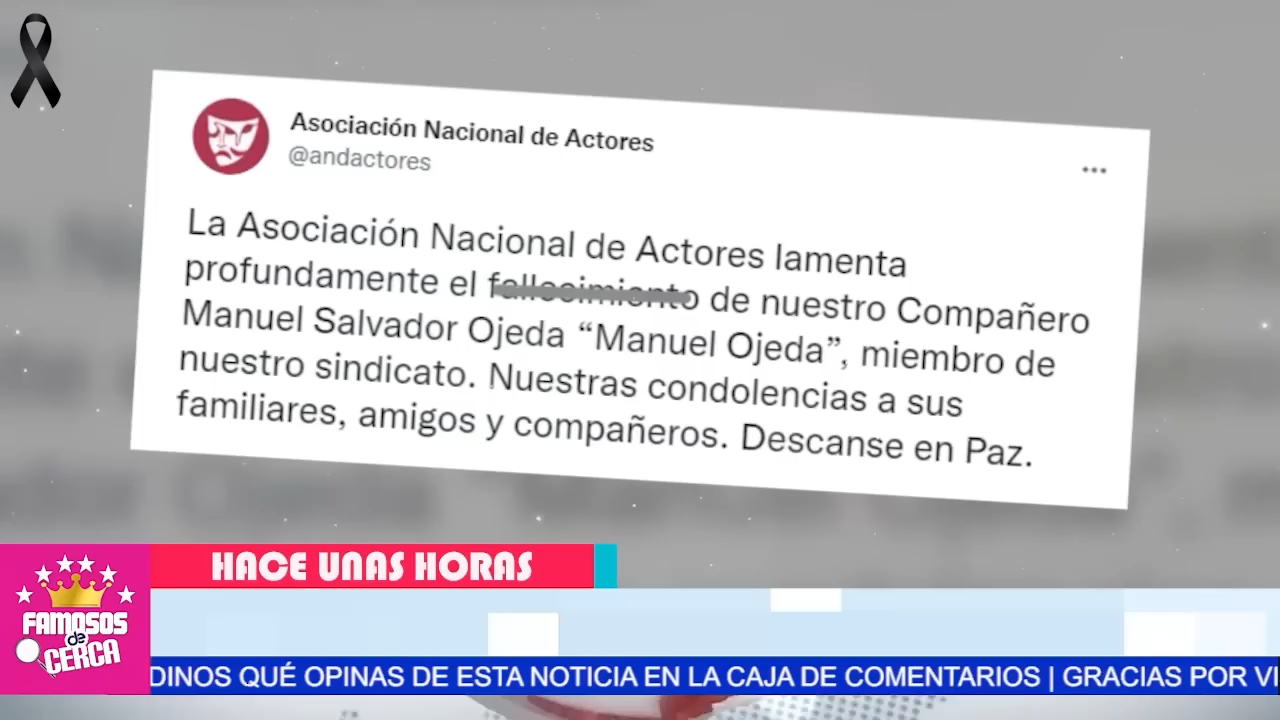 Asociación Nacional de Actores
@andactores
La Asociación Nacional de Actores lamenta
profundamente el fallecimiento de nuestro Compañero
Manuel Salvador Ojeda “Manuel Ojeda”, miembro de
nuestro sindicato. Nuestras condolencias a sus
familiares, amigos y compañeros. Descanse en Paz.
HACE UNAS HORAS
FAMOSOS
de
CERCA
DINOS QUÉ OPINAS DE ESTA NOTICIA EN LA CAJA DE COMENTARIOS | GRACIAS POR VI